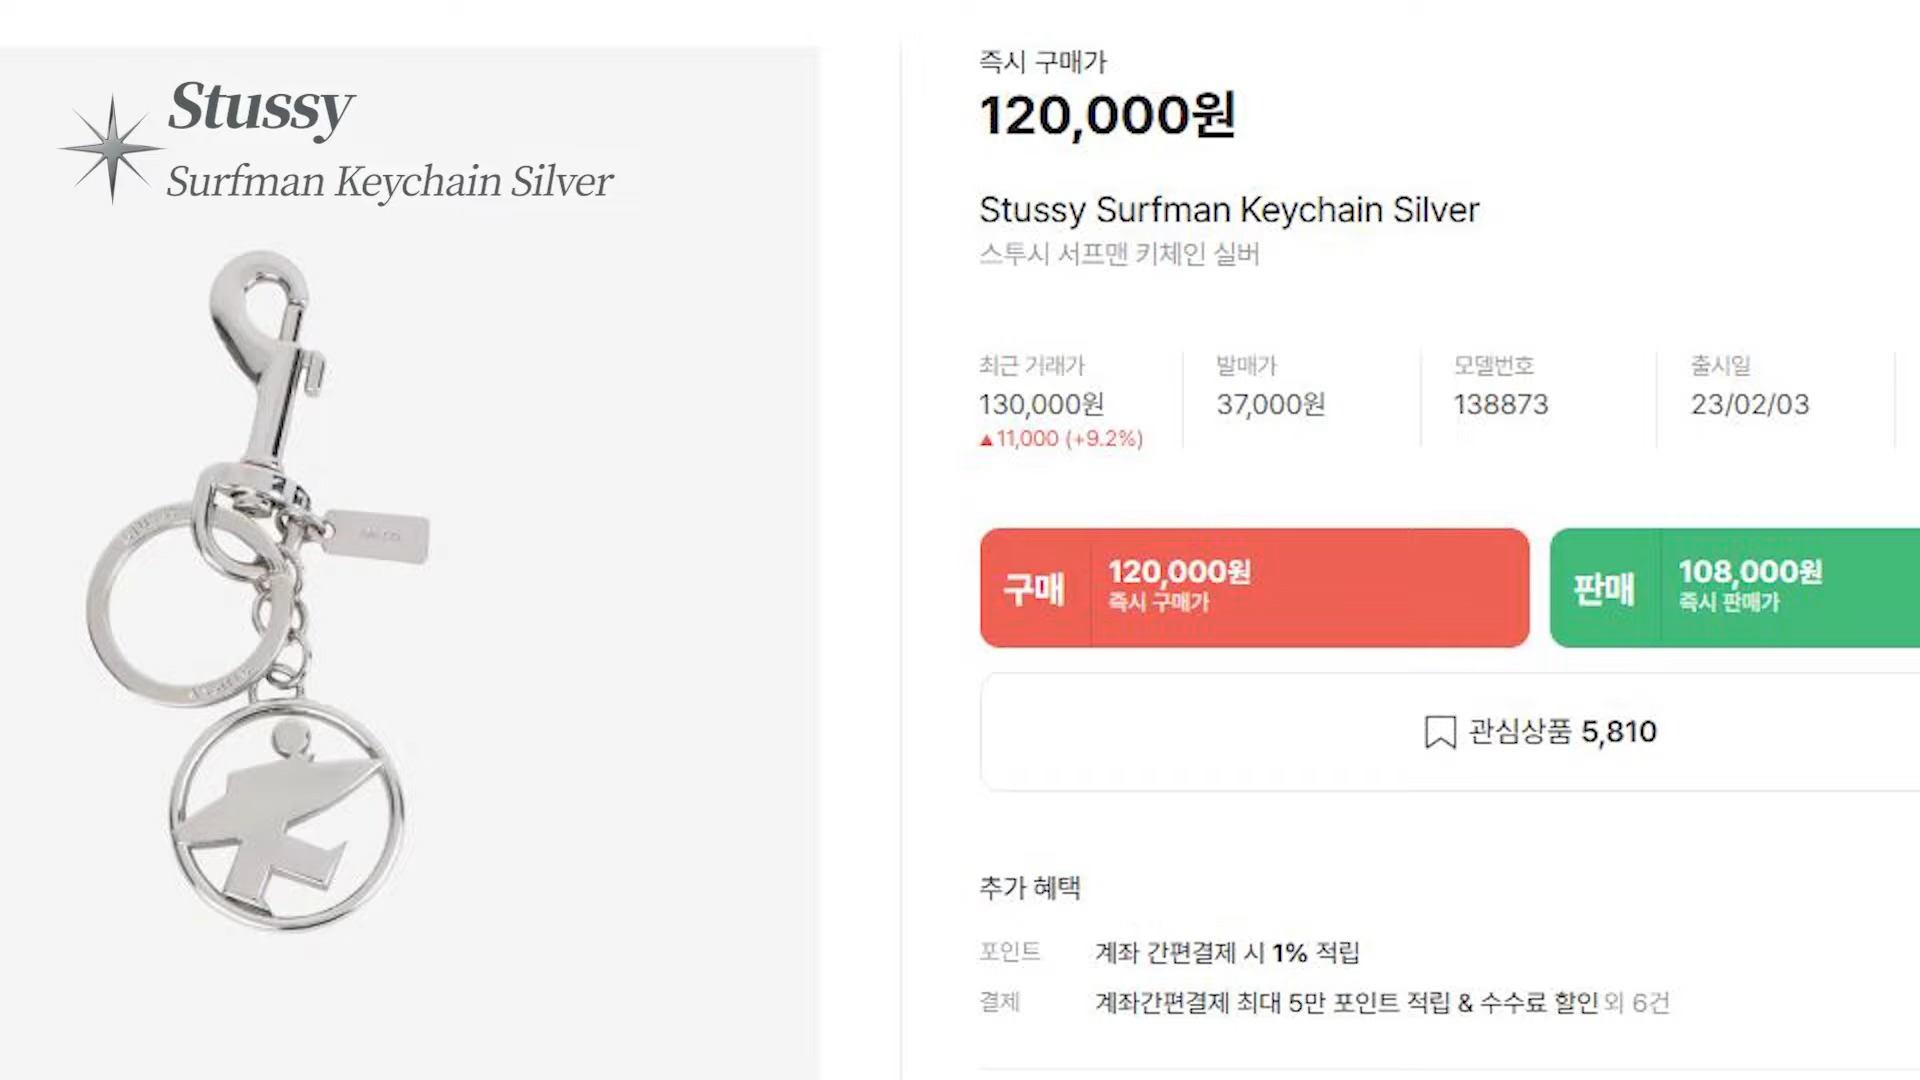 Stussy
Surfman Keychain Silver
즉시 구매가
120,000원
Stussy Surfman Keychain Silver
스투시 서프맨 키체인 실버
최근 거래가
130,000원
▲11,000 (+9.2%)
발매가
37,000원
모델번호
138873
출시일
23/02/03
구매
120,000원
즉시 구매가
판매
108,000원
즉시 판매가
관심상품 5,810
추가 혜택
포인트 계좌 간편결제 시 1% 적립
결제 계좌간편결제 최대 5만 포인트 적립 & 수수료 할인 외 6건